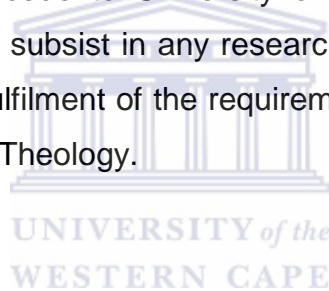 subsist in any researc
ulfilment of the requirem
Theology.
UNIVERSITY of the
WESTERN CAPE